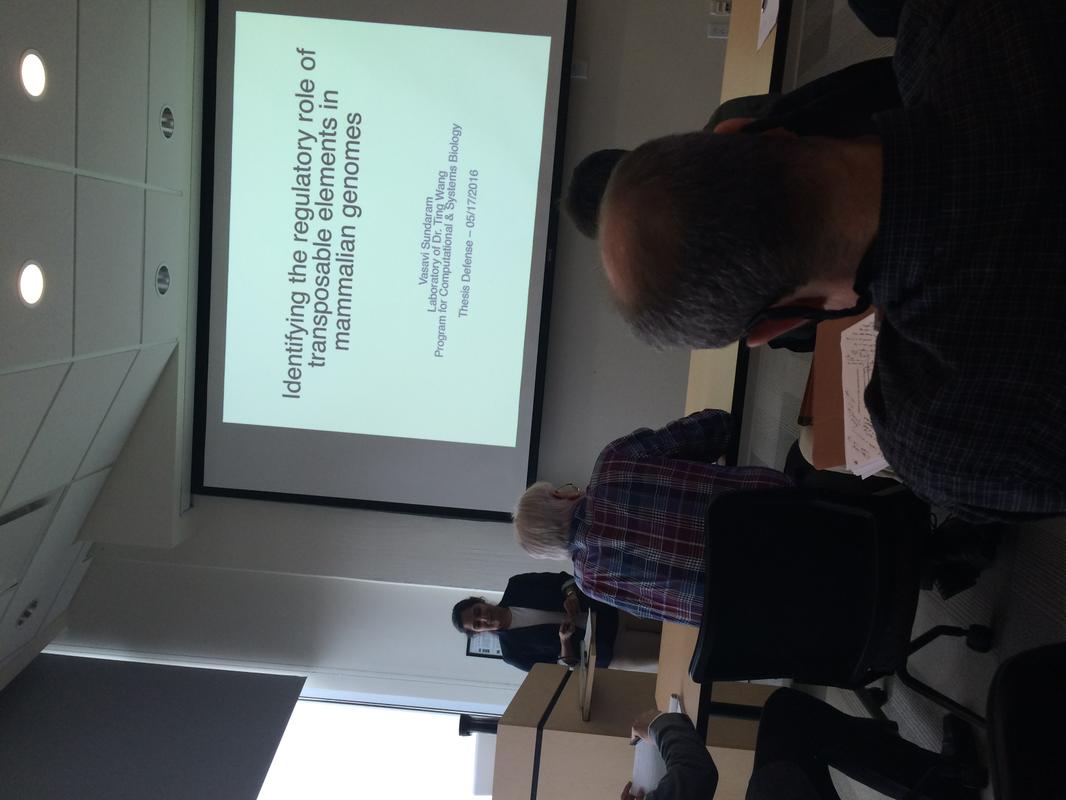 Identifying the regulatory role of
transposable elements in
mammalian genomes
Vasavi Sundaram
Laboratory of Dr. Ting Wang
Program for Computational & Systems Biology
Thesis Defense – 05/17/2016